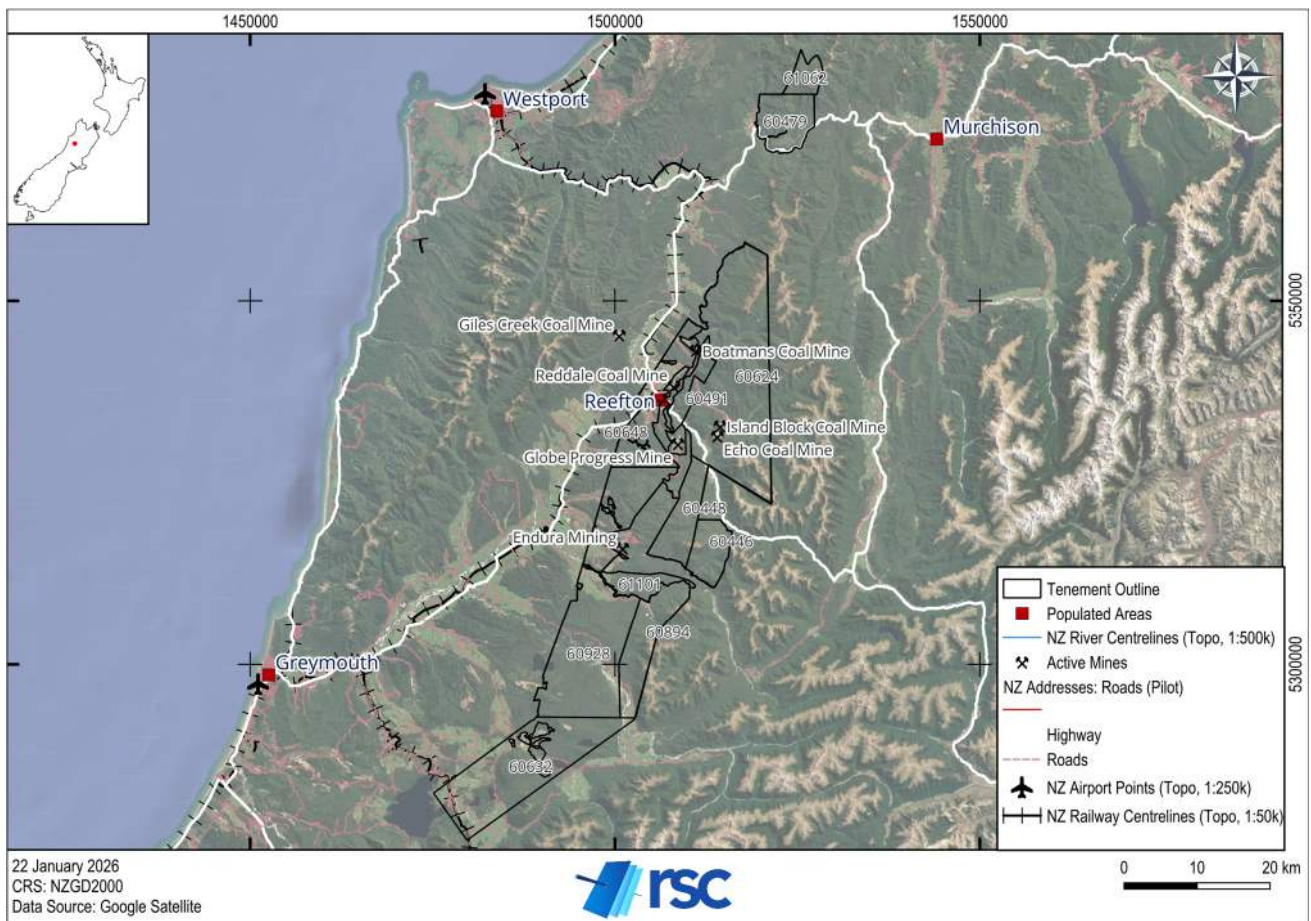 1450000
1500000
1550000
61062
Westport
60479
Murchison
5350000
Giles Creek Coal Mine
Boatmans Coal Mine
Reddale Coal Mine
60624
Reefton
60491
60648
Island Block Coal Mine
Globe Progress Mine
Echo Coal Mine
60448
Endura Mining
60446
61101
60894
60928
Greymouth
5300000
60632
Tenement Outline
Populated Areas
NZ River Centrelines (Topo, 1:500k)
Active Mines
NZ Addresses: Roads (Pilot)
Highway
Roads
NZ Airport Points (Topo, 1:250k)
NZ Railway Centrelines (Topo, 1:50k)
22 January 2026
CRS: NZGD2000
Data Source: Google Satellite
rsc
0 10 20 km